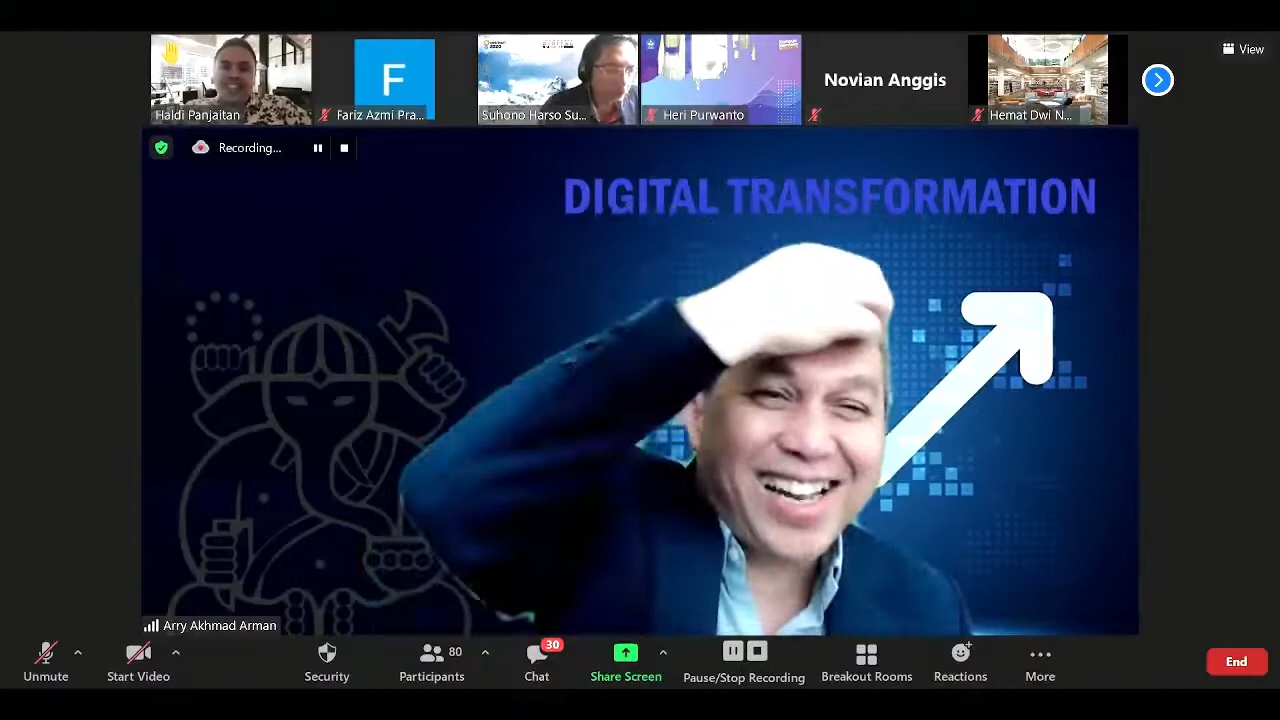 Haldi Panjaitan
F
Fariz Azmi Pra...
Suhono Harso Su...
Heri Purwanto
Novian Anggis
Hemat Dwi N...
View
Recording...
DIGITAL TRANSFORMATION
Arry Akhmad Arman
Unmute
Start Video
Security
80
Participants
30
Chat
Share Screen
Pause/Stop Recording
Breakout Rooms
Reactions
More
End